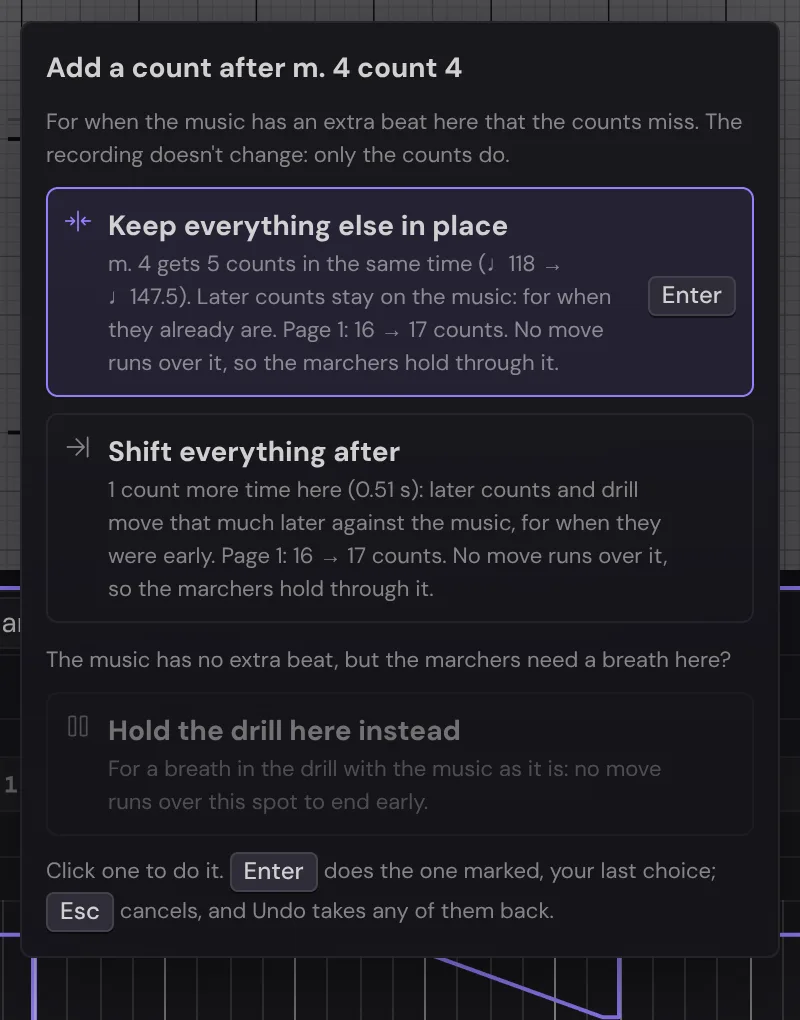 Add a count after m. 4 count 4
For when the music has an extra beat here that the counts miss. The
recording doesn't change: only the counts do.
Keep everything else in place
m. 4 gets 5 counts in the same time (♩ 118 →
♩ 147.5). Later counts stay on the music: for when
they already are. Page 1: 16 → 17 counts. No move
runs over it, so the marchers hold through it.
Enter
Shift everything after
1 count more time here (0.51 s): later counts and drill
move that much later against the music, for when they
were early. Page 1: 16 → 17 counts. No move runs over it,
so the marchers hold through it.
The music has no extra beat, but the marchers need a breath here?
Hold the drill here instead
For a breath in the drill with the music as it is: no move
runs over this spot to end early.
1
Click one to do it. Enter does the one marked, your last choice;
Esc cancels, and Undo takes any of them back.